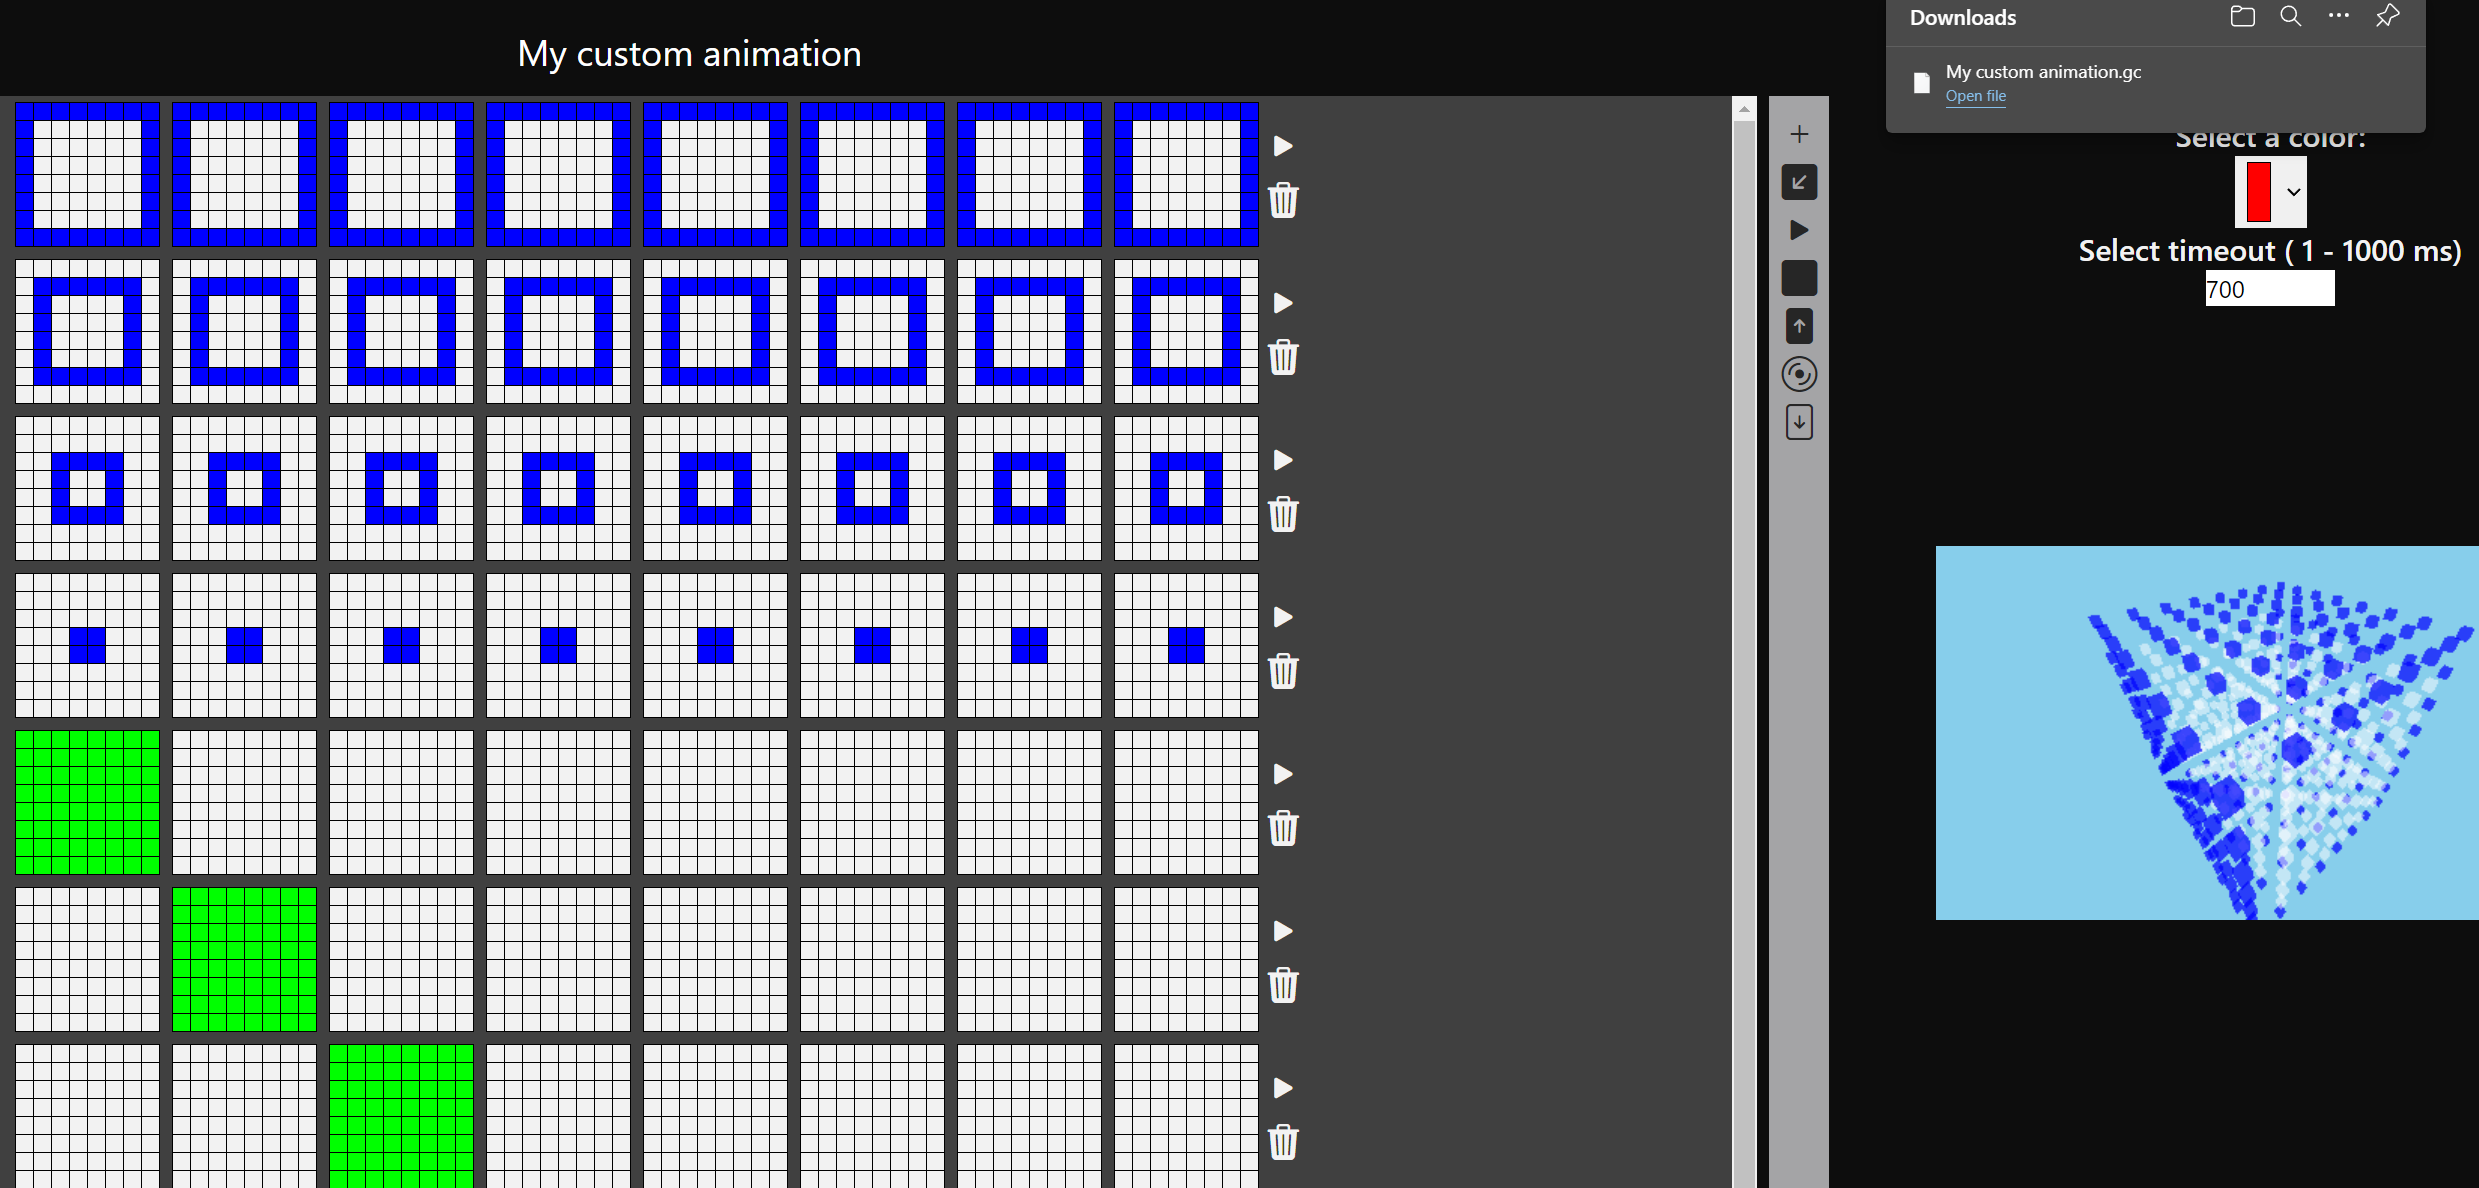 My custom animation
Downloads
My custom animation.gc
Open file
Select a color:
Select timeout ( 1 - 1000 ms)
700